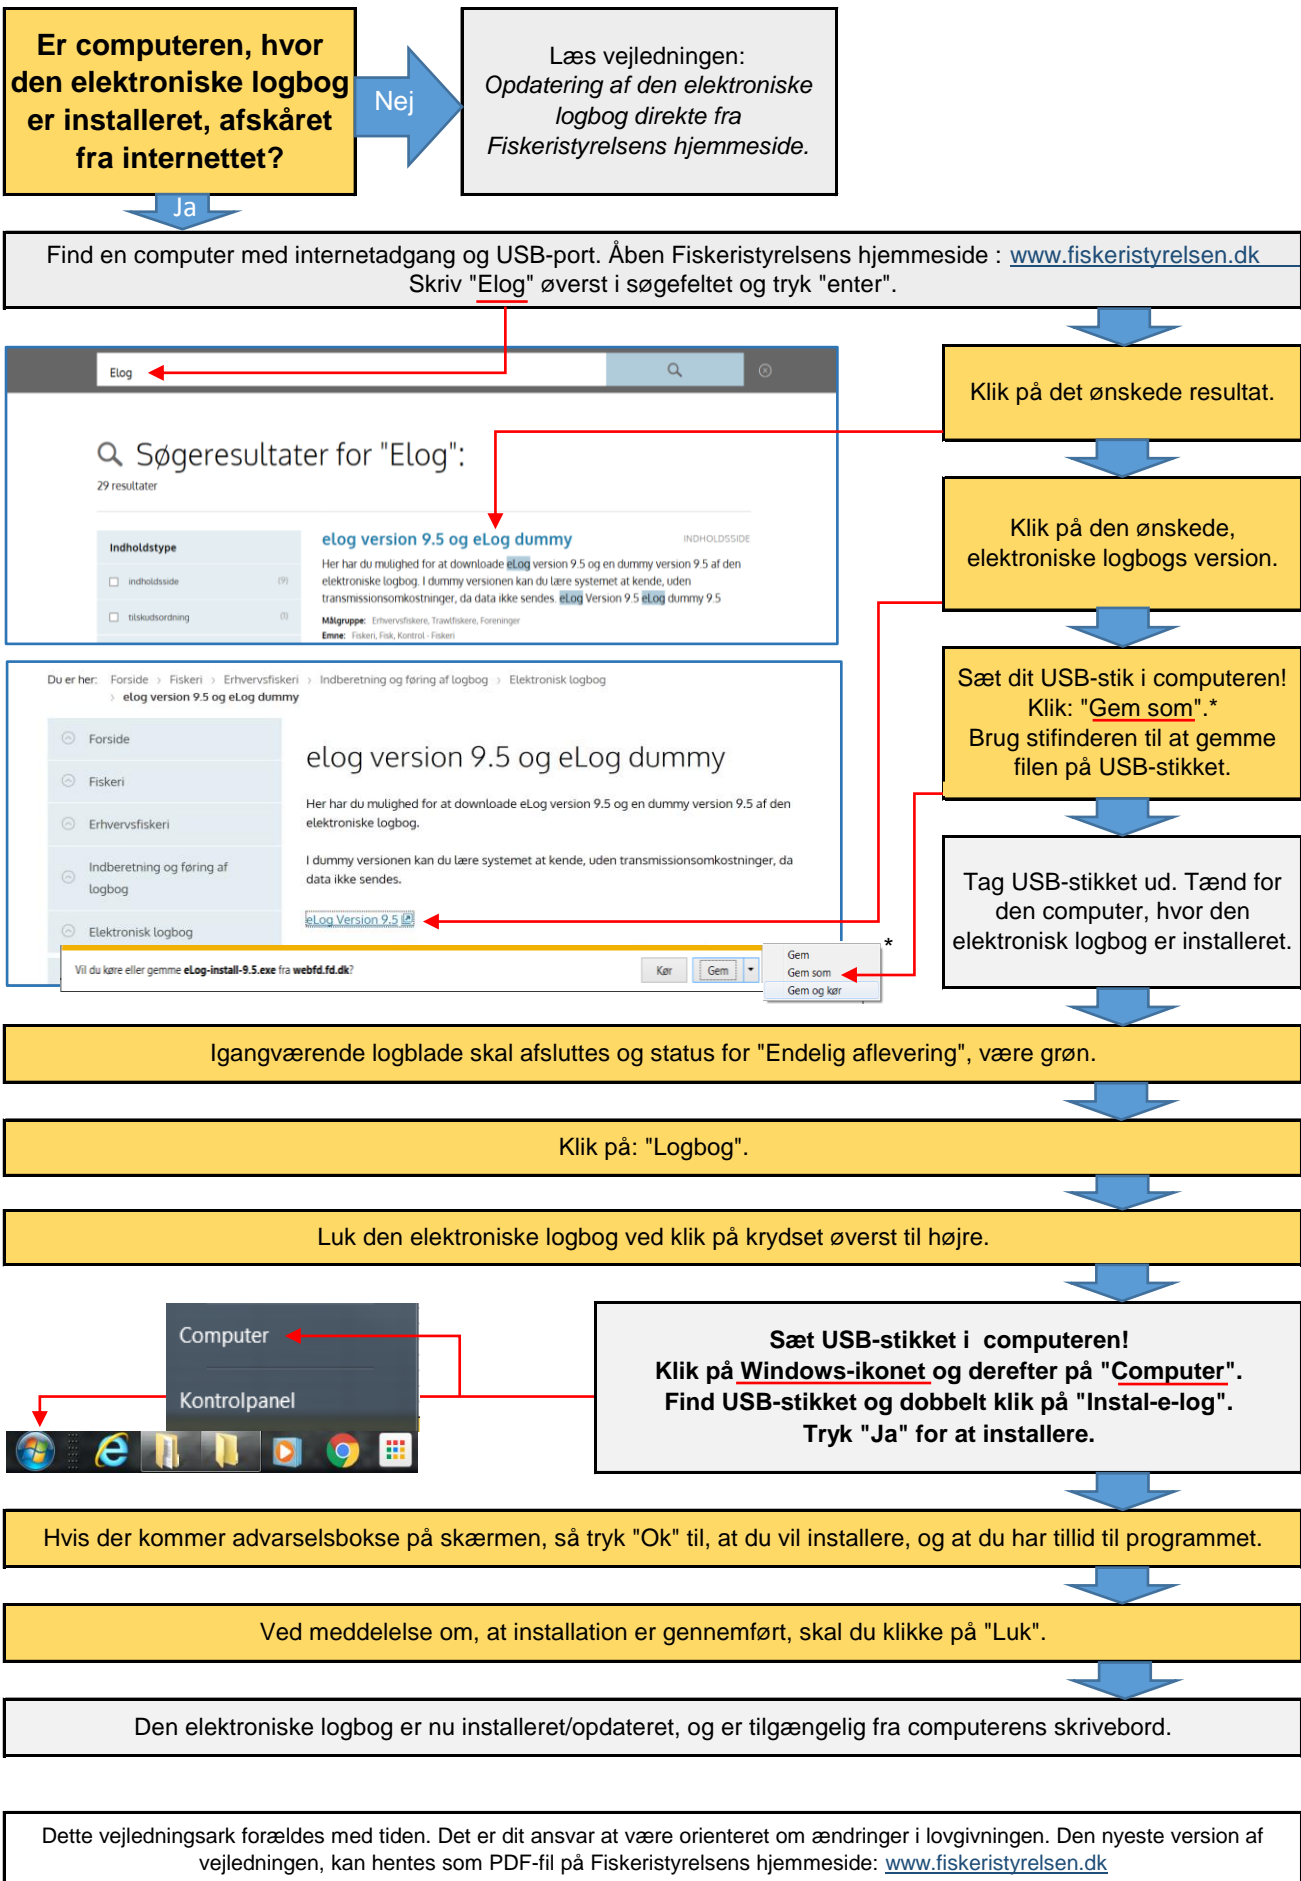 Er computeren, hvor
den elektroniske logbog
er installeret, afskåret
fra internettet?
Nej
Læs vejledningen:
Opdatering af den elektroniske
logbog direkte fra
Fiskeristyrelsens hjemmeside.
Ja
Find en computer med internetadgang og USB-port. Åben Fiskeristyrelsens hjemmeside : www.fiskeristyrelsen.dk
Skriv "Elog" øverst i søgefeltet og tryk "enter".
Elog
Søgeresultater for "Elog":
29 resultater
Indholdstype
indholdsside (9)
tilskudsordning (1)
elog version 9.5 og eLog dummy
INDHOLDSSIDE
Her har du mulighed for at downloade eLog version 9.5 og en dummy version 9.5 af den
elektroniske logbog. I dummy versionen kan du lære systemet at kende, uden
transmissionsomkostninger, da data ikke sendes. eLog Version 9.5 eLog dummy 9.5
Målgruppe: Erhvervsfiskere, Trawlfiskere, Foreninger
Emne: Fiskeri, Fisk, Kontrol - Fiskeri
Klik på det ønskede resultat.
Klik på den ønskede,
elektroniske logbogs version.
Du er her: Forside > Fiskeri > Erhvervsfiskeri > Indberetning og føring af logbog > Elektronisk logbog
> elog version 9.5 og eLog dummy
Forside
Fiskeri
Erhvervsfiskeri
Indberetning og føring af
logbog
Elektronisk logbog
elog version 9.5 og eLog dummy
Her har du mulighed for at downloade eLog version 9.5 og en dummy version 9.5 af den
elektroniske logbog.
I dummy versionen kan du lære systemet at kende, uden transmissionsomkostninger, da
data ikke sendes.
eLog Version 9.5
Vil du køre eller gemme eLog-install-9.5.exe fra webfd.fd.dk?
Kør
Gem
Gem
Gem som
Gem og kør
*
Sæt dit USB-stik i computeren!
Klik: "Gem som".*
Brug stifinderen til at gemme
filen på USB-stikket.
Tag USB-stikket ud. Tænd for
den computer, hvor den
elektronisk logbog er installeret.
Igangværende logblade skal afsluttes og status for "Endelig aflevering", være grøn.
Klik på: "Logbog".
Luk den elektroniske logbog ved klik på krydset øverst til højre.
Computer
Kontrolpanel
Sæt USB-stikket i  computeren!
Klik på Windows-ikonet og derefter på "Computer".
Find USB-stikket og dobbelt klik på "Instal-e-log".
Tryk "Ja" for at installere.
Hvis der kommer advarselsbokse på skærmen, så tryk "Ok" til, at du vil installere, og at du har tillid til programmet.
Ved meddelelse om, at installation er gennemført, skal du klikke på "Luk".
Den elektroniske logbog er nu installeret/opdateret, og er tilgængelig fra computerens skrivebord.
Dette vejledningsark forældes med tiden. Det er dit ansvar at være orienteret om ændringer i lovgivningen. Den nyeste version af
vejledningen, kan hentes som PDF-fil på Fiskeristyrelsens hjemmeside: www.fiskeristyrelsen.dk